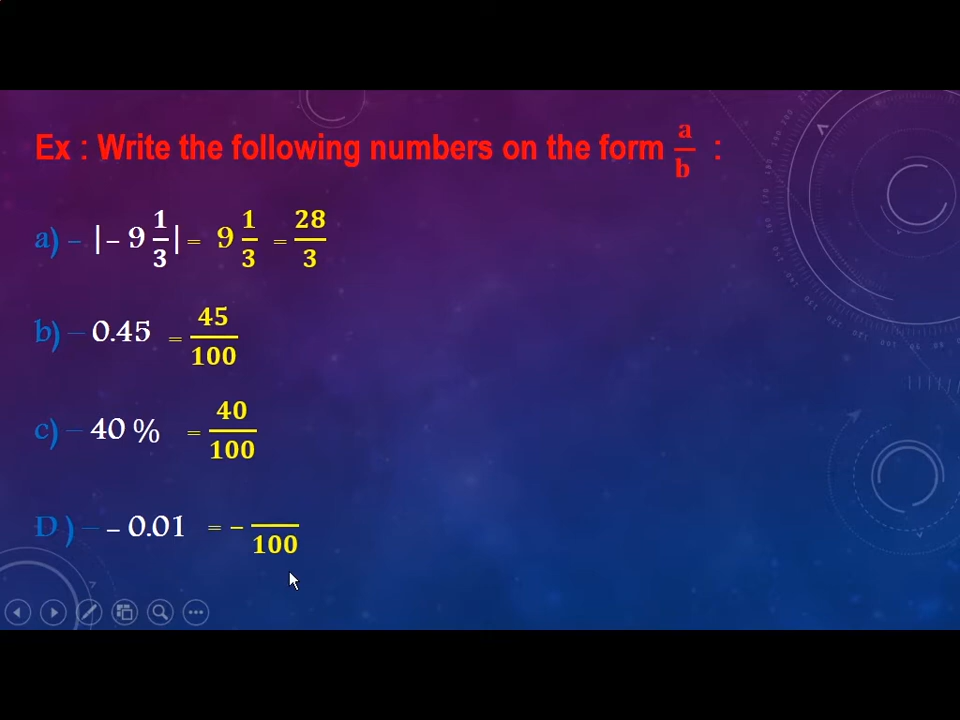 Ex : Write the following numbers on the form a/b :
a) – |– 9 1/3| = 9 1/3 = 28/3
b) – 0.45 = 45/100
c) – 40 % = 40/100
D ) – – 0.01 = – /100